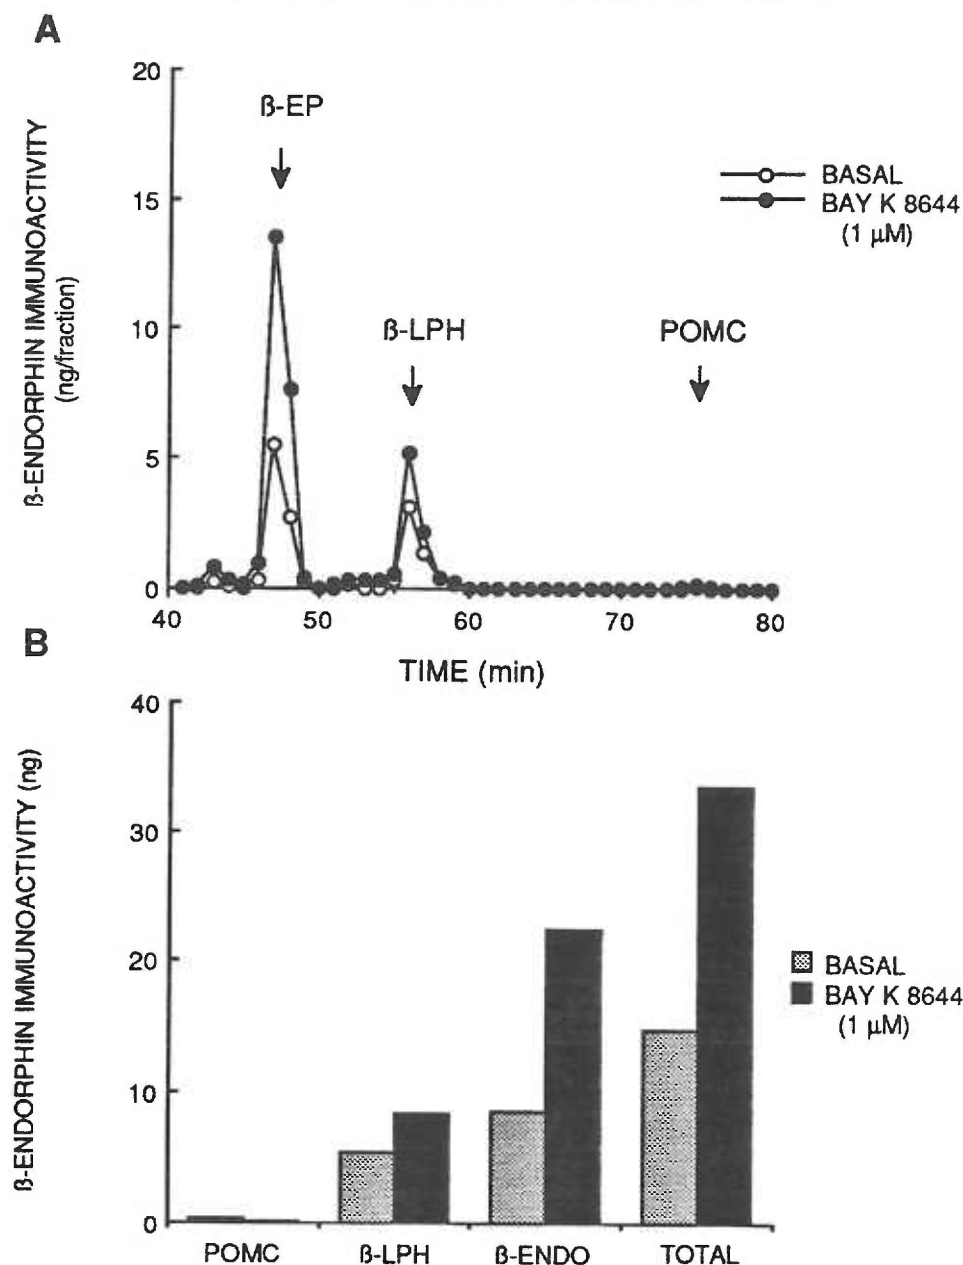 A
20
15
10
5
0
ß-ENDORPHIN IMMUNOACTIVITY
(ng/fraction)
ß-EP
ß-LPH
POMC
BASAL
BAY K 8644
(1 µM)
40 50 60 70 80
TIME (min)
B
40
30
20
10
0
ß-ENDORPHIN IMMUNOACTIVITY (ng)
BASAL
BAY K 8644
(1 µM)
POMC ß-LPH ß-ENDO TOTAL